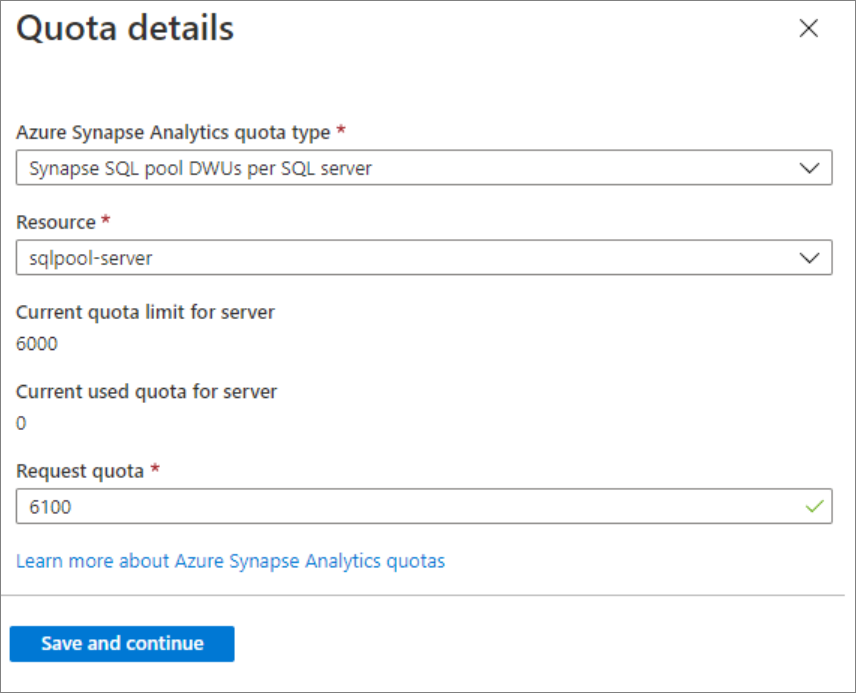 Quota details
Azure Synapse Analytics quota type *
Synapse SQL pool DWUs per SQL server
Resource *
sqlpool-server
Current quota limit for server
6000
Current used quota for server
0
Request quota *
6100
Learn more about Azure Synapse Analytics quotas
Save and continue